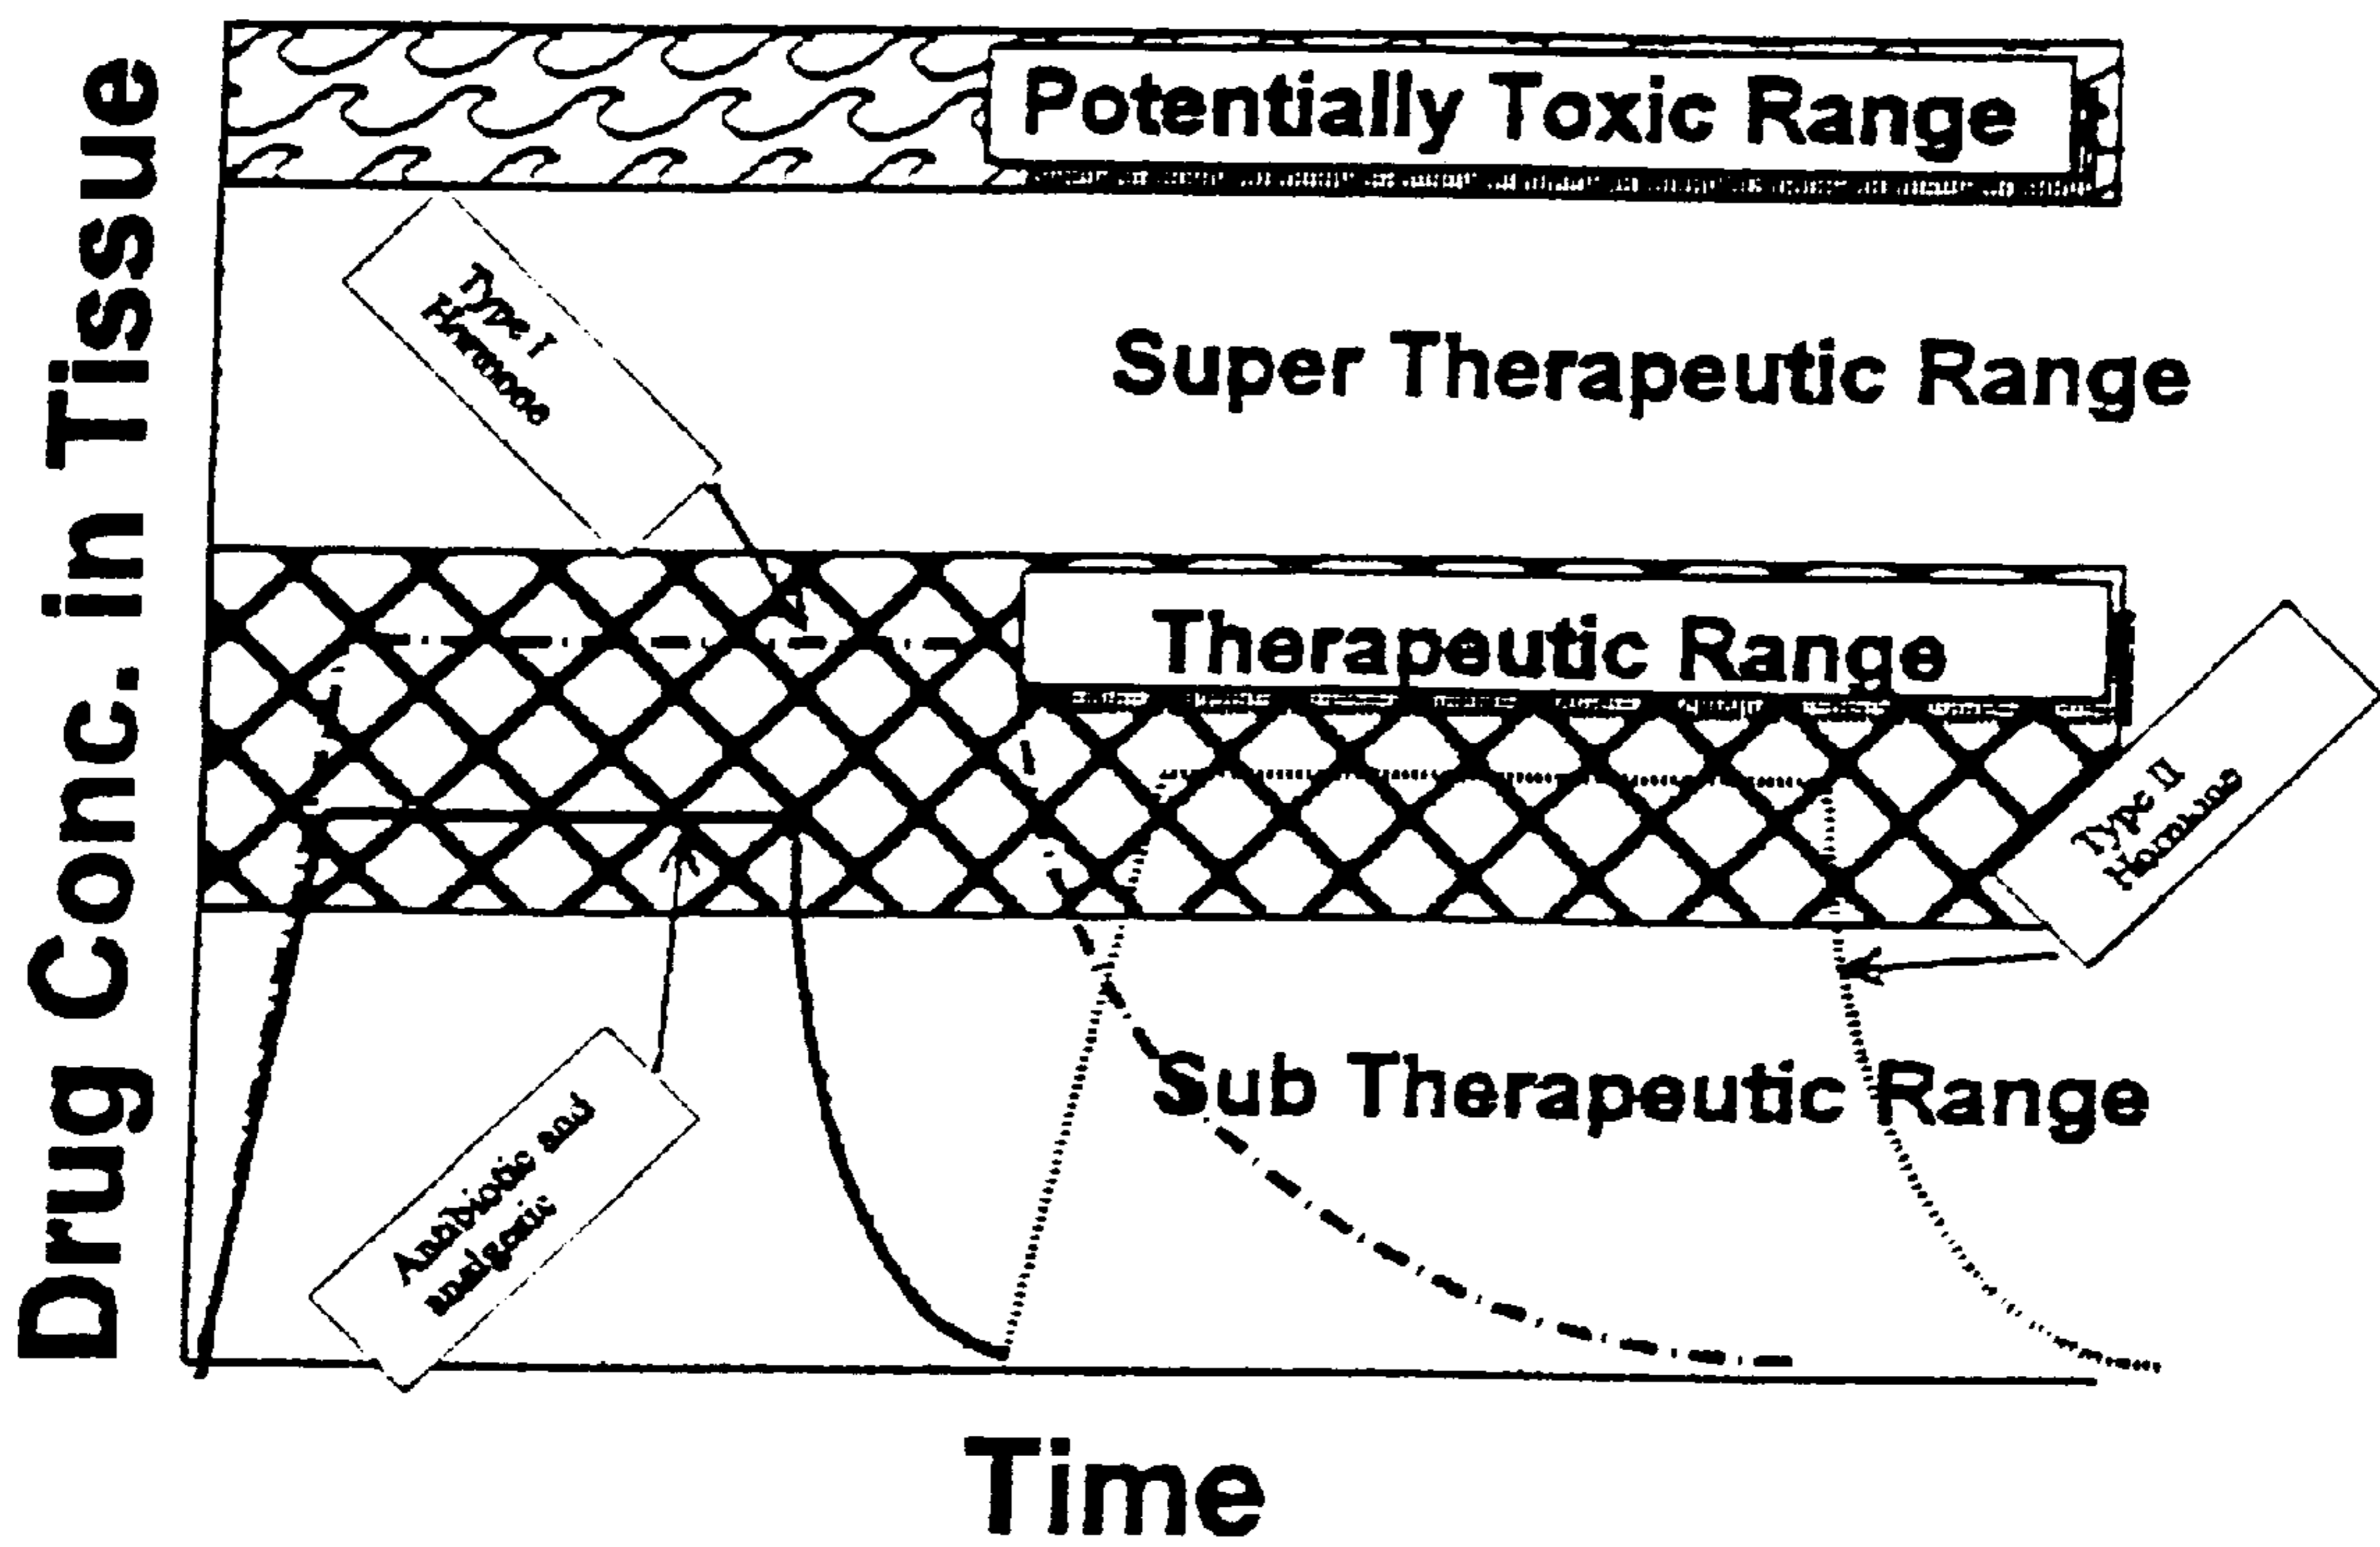 Drug Conc. in Tissue
Potentially Toxic Range
Super Therapeutic Range
Type I
Therapeutic Range
Type II
Hormone
Antibiotic and
analgesic
Sub Therapeutic Range
Time